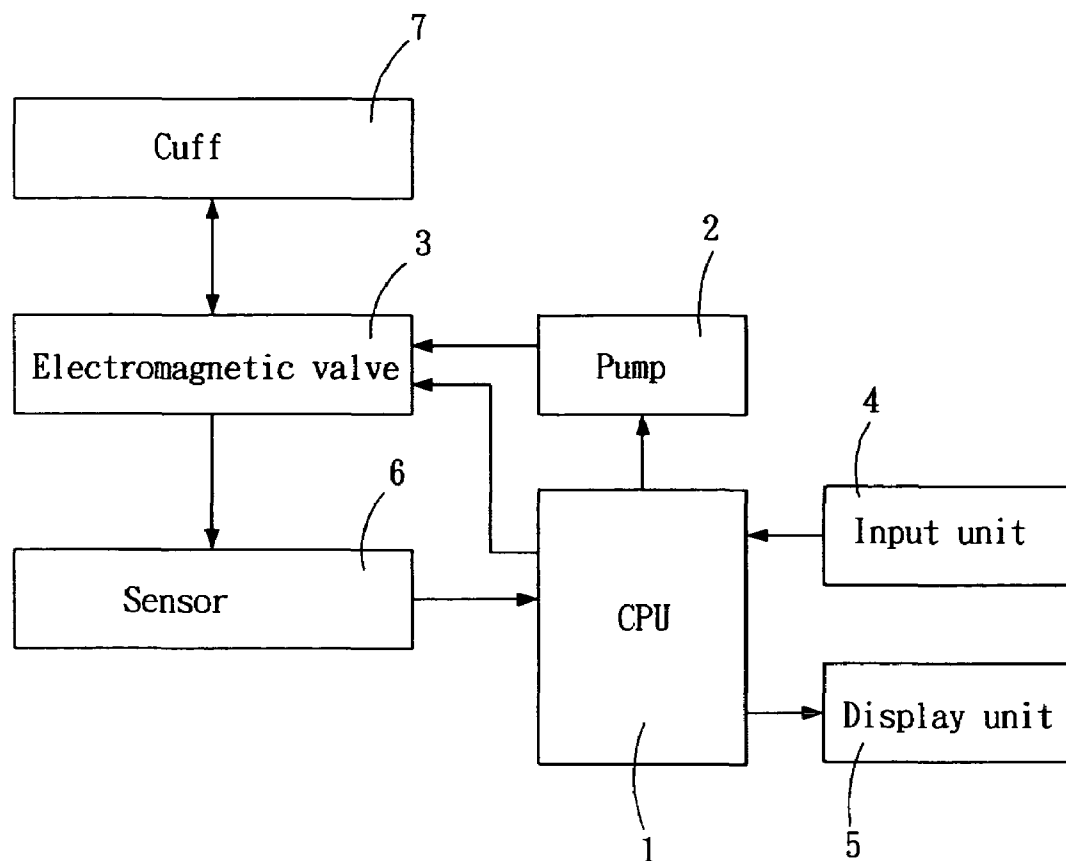 7
Cuff
2
3
Electromagnetic valve
Pump
4
6
Input unit
Sensor
CPU
Display unit
1
5